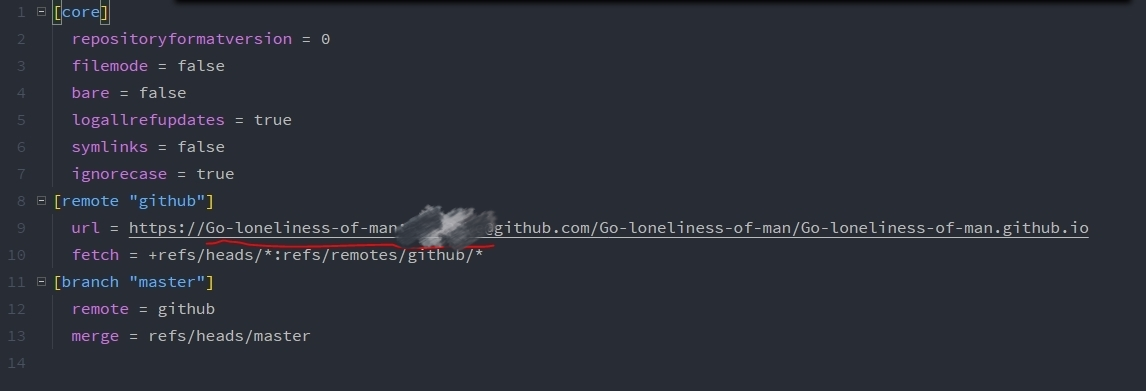 1 [core]
2 repositoryformatversion = 0
3 filemode = false
4 bare = false
5 logallrefupdates = true
6 symlinks = false
7 ignorecase = true
8 [remote "github"]
9 url = https://Go-loneliness-of-man github.com/Go-loneliness-of-man/Go-loneliness-of-man.github.io
10 fetch = +refs/heads/*:refs/remotes/github/*
11 [branch "master"]
12 remote = github
13 merge = refs/heads/master
14